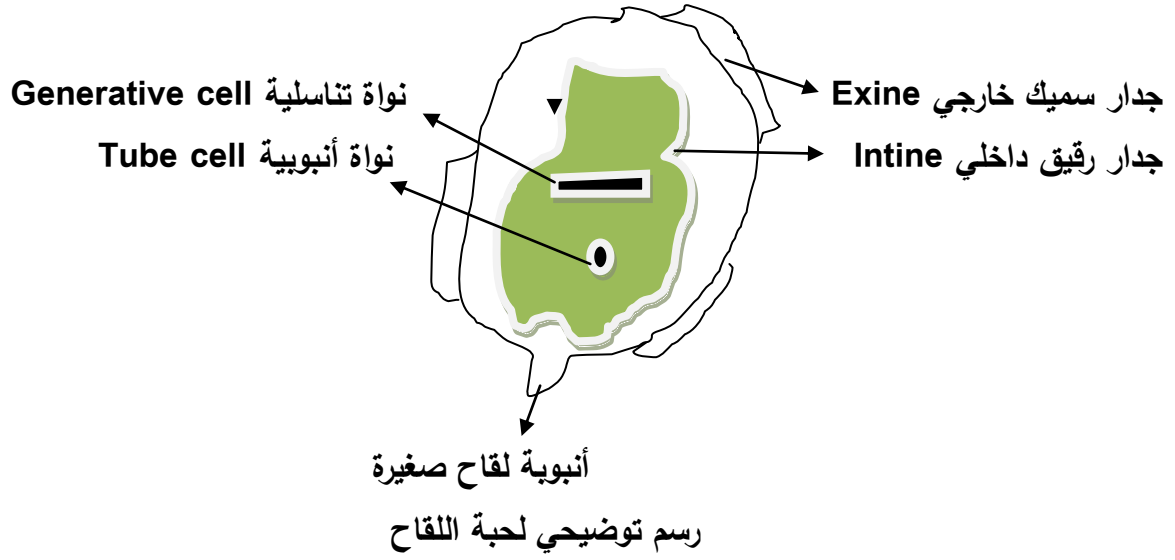 جدار سميك خارجي Exine
نواة تناسلية Generative cell
جدار رقيق داخلي Intine
نواة أنبوبية Tube cell
أنبوبة لقاح صغيرة
رسم توضيحي لحبة اللقاح